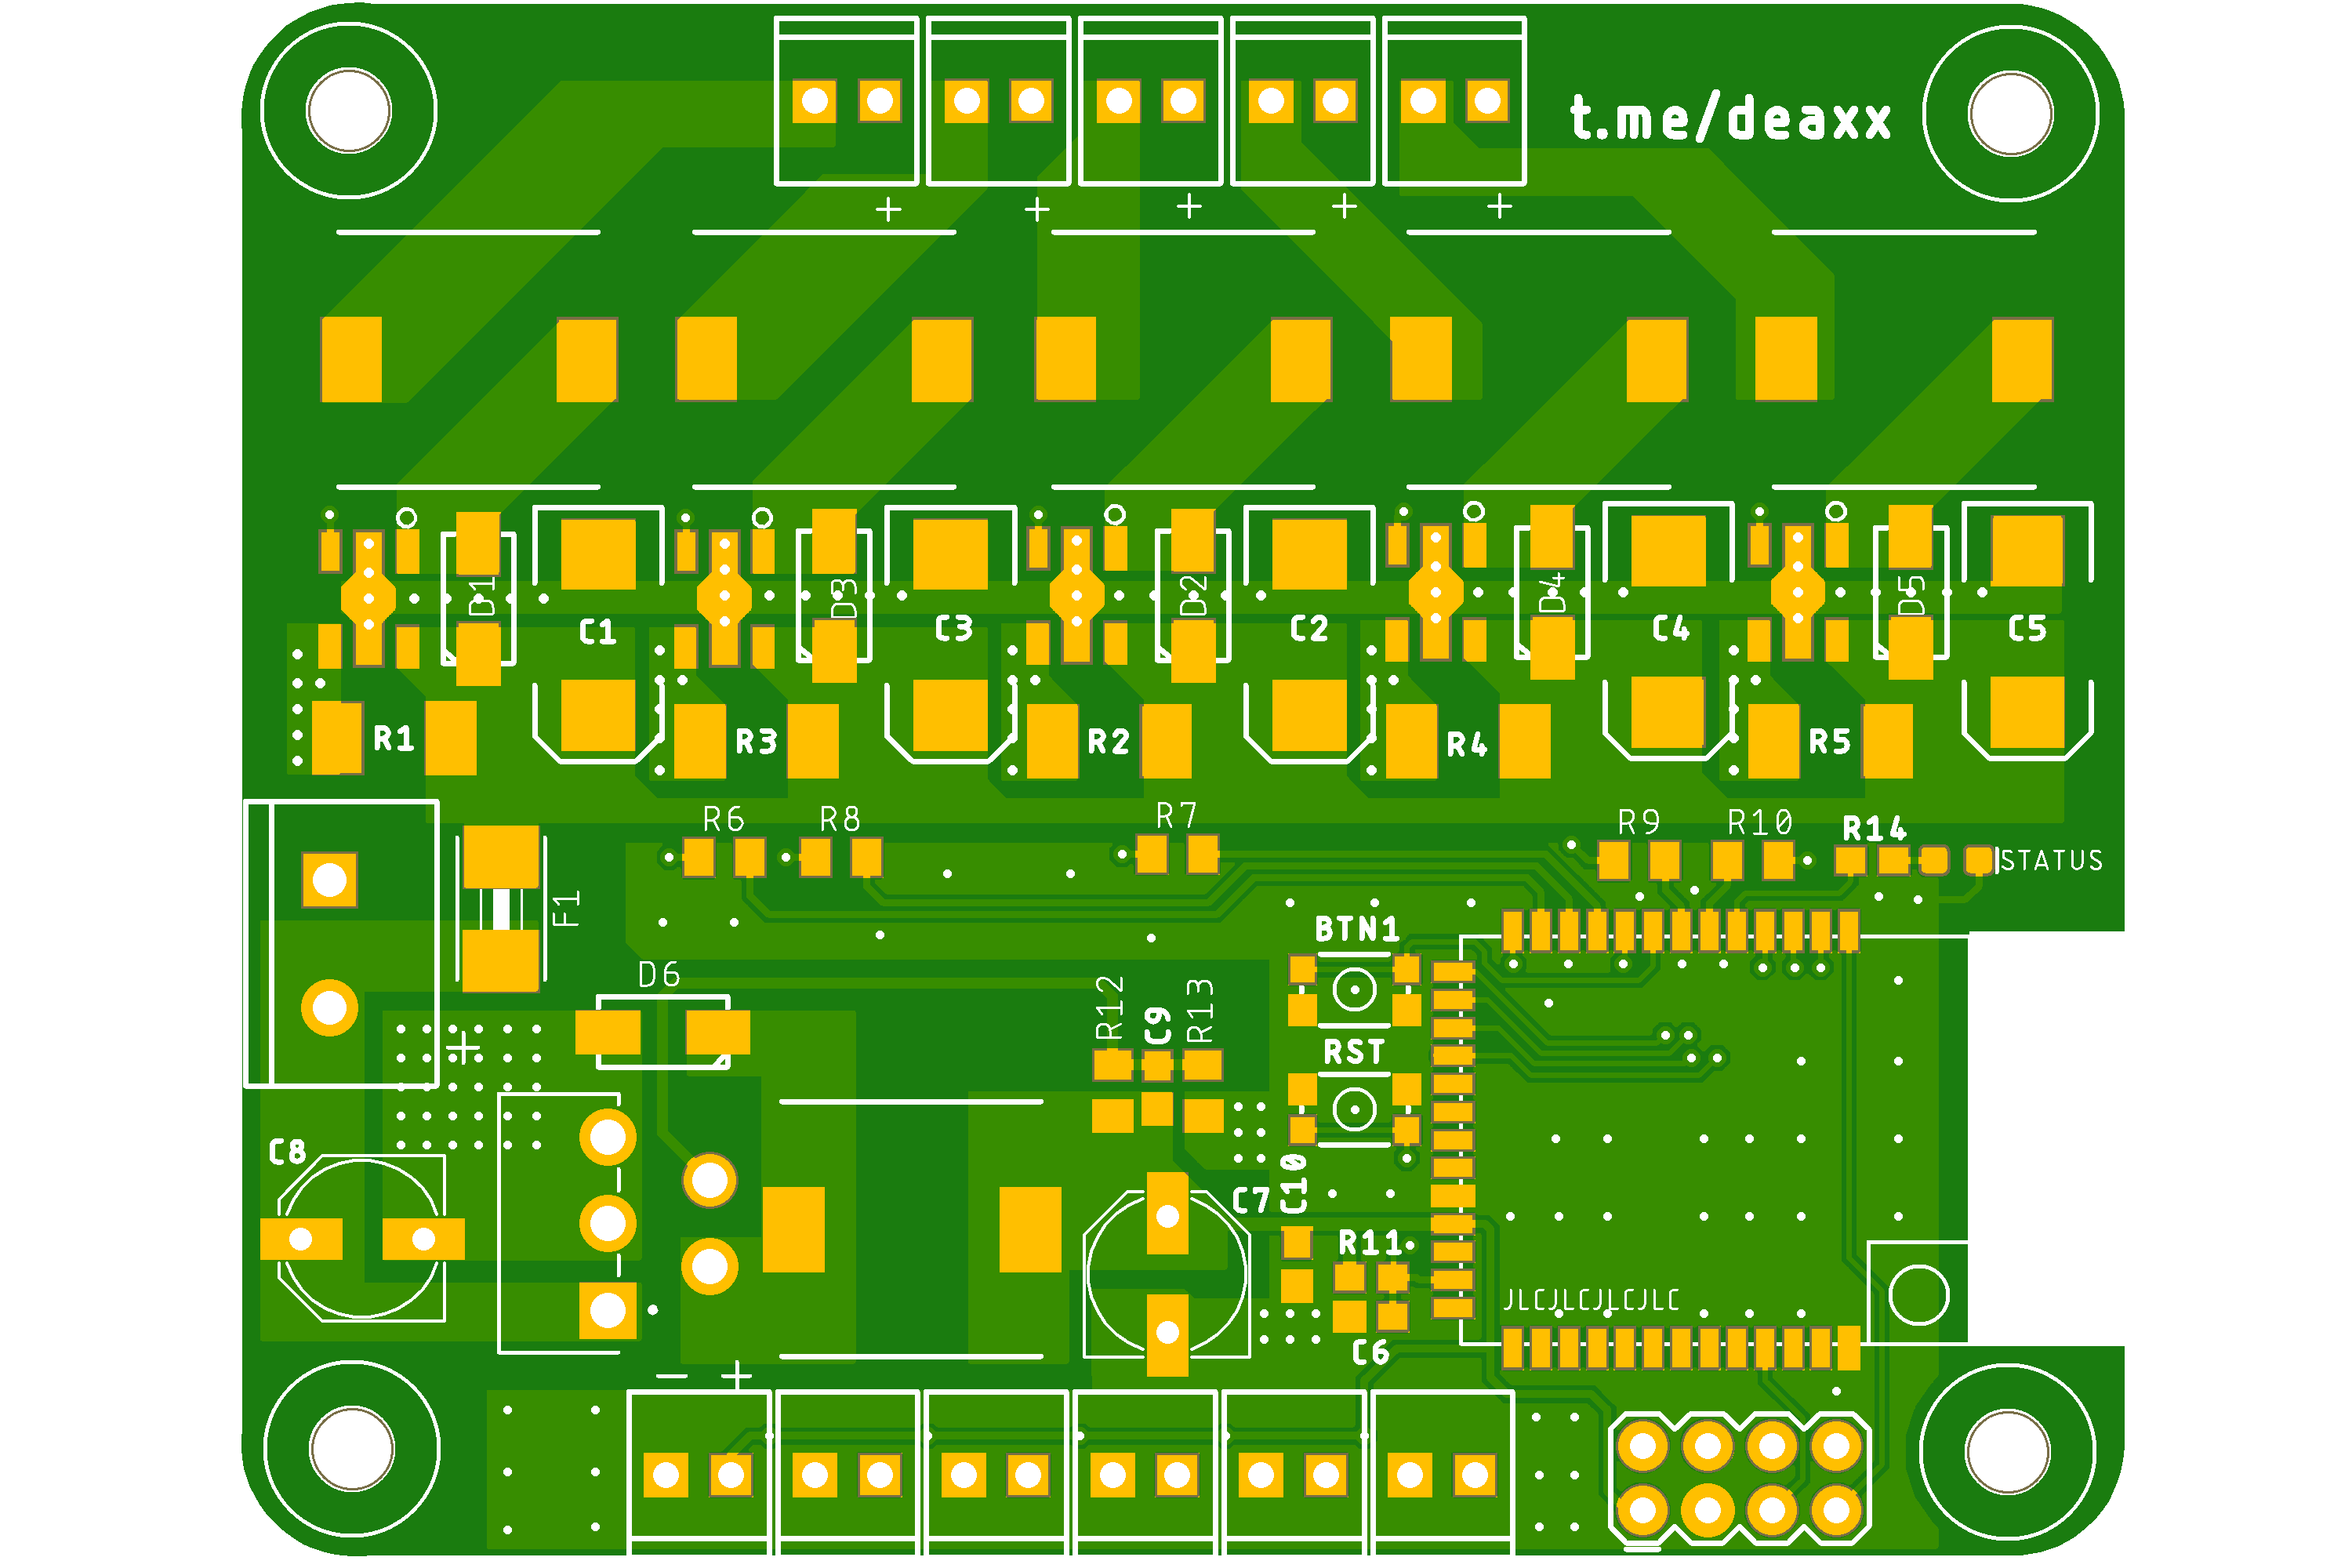 t.me/deaxx
+ + + + +
D1 D3 D2 D4 D5
C1 C3 C2 C4 C5
R1 R3 R2 R4 R5
R6 R8 R7 R9 R10 R14
STATUS
F1
BTN1
D6
R12 C9 R13
+
RST
C8
C7 C10
R11
JLCJLCJLCJLC
C6
- +